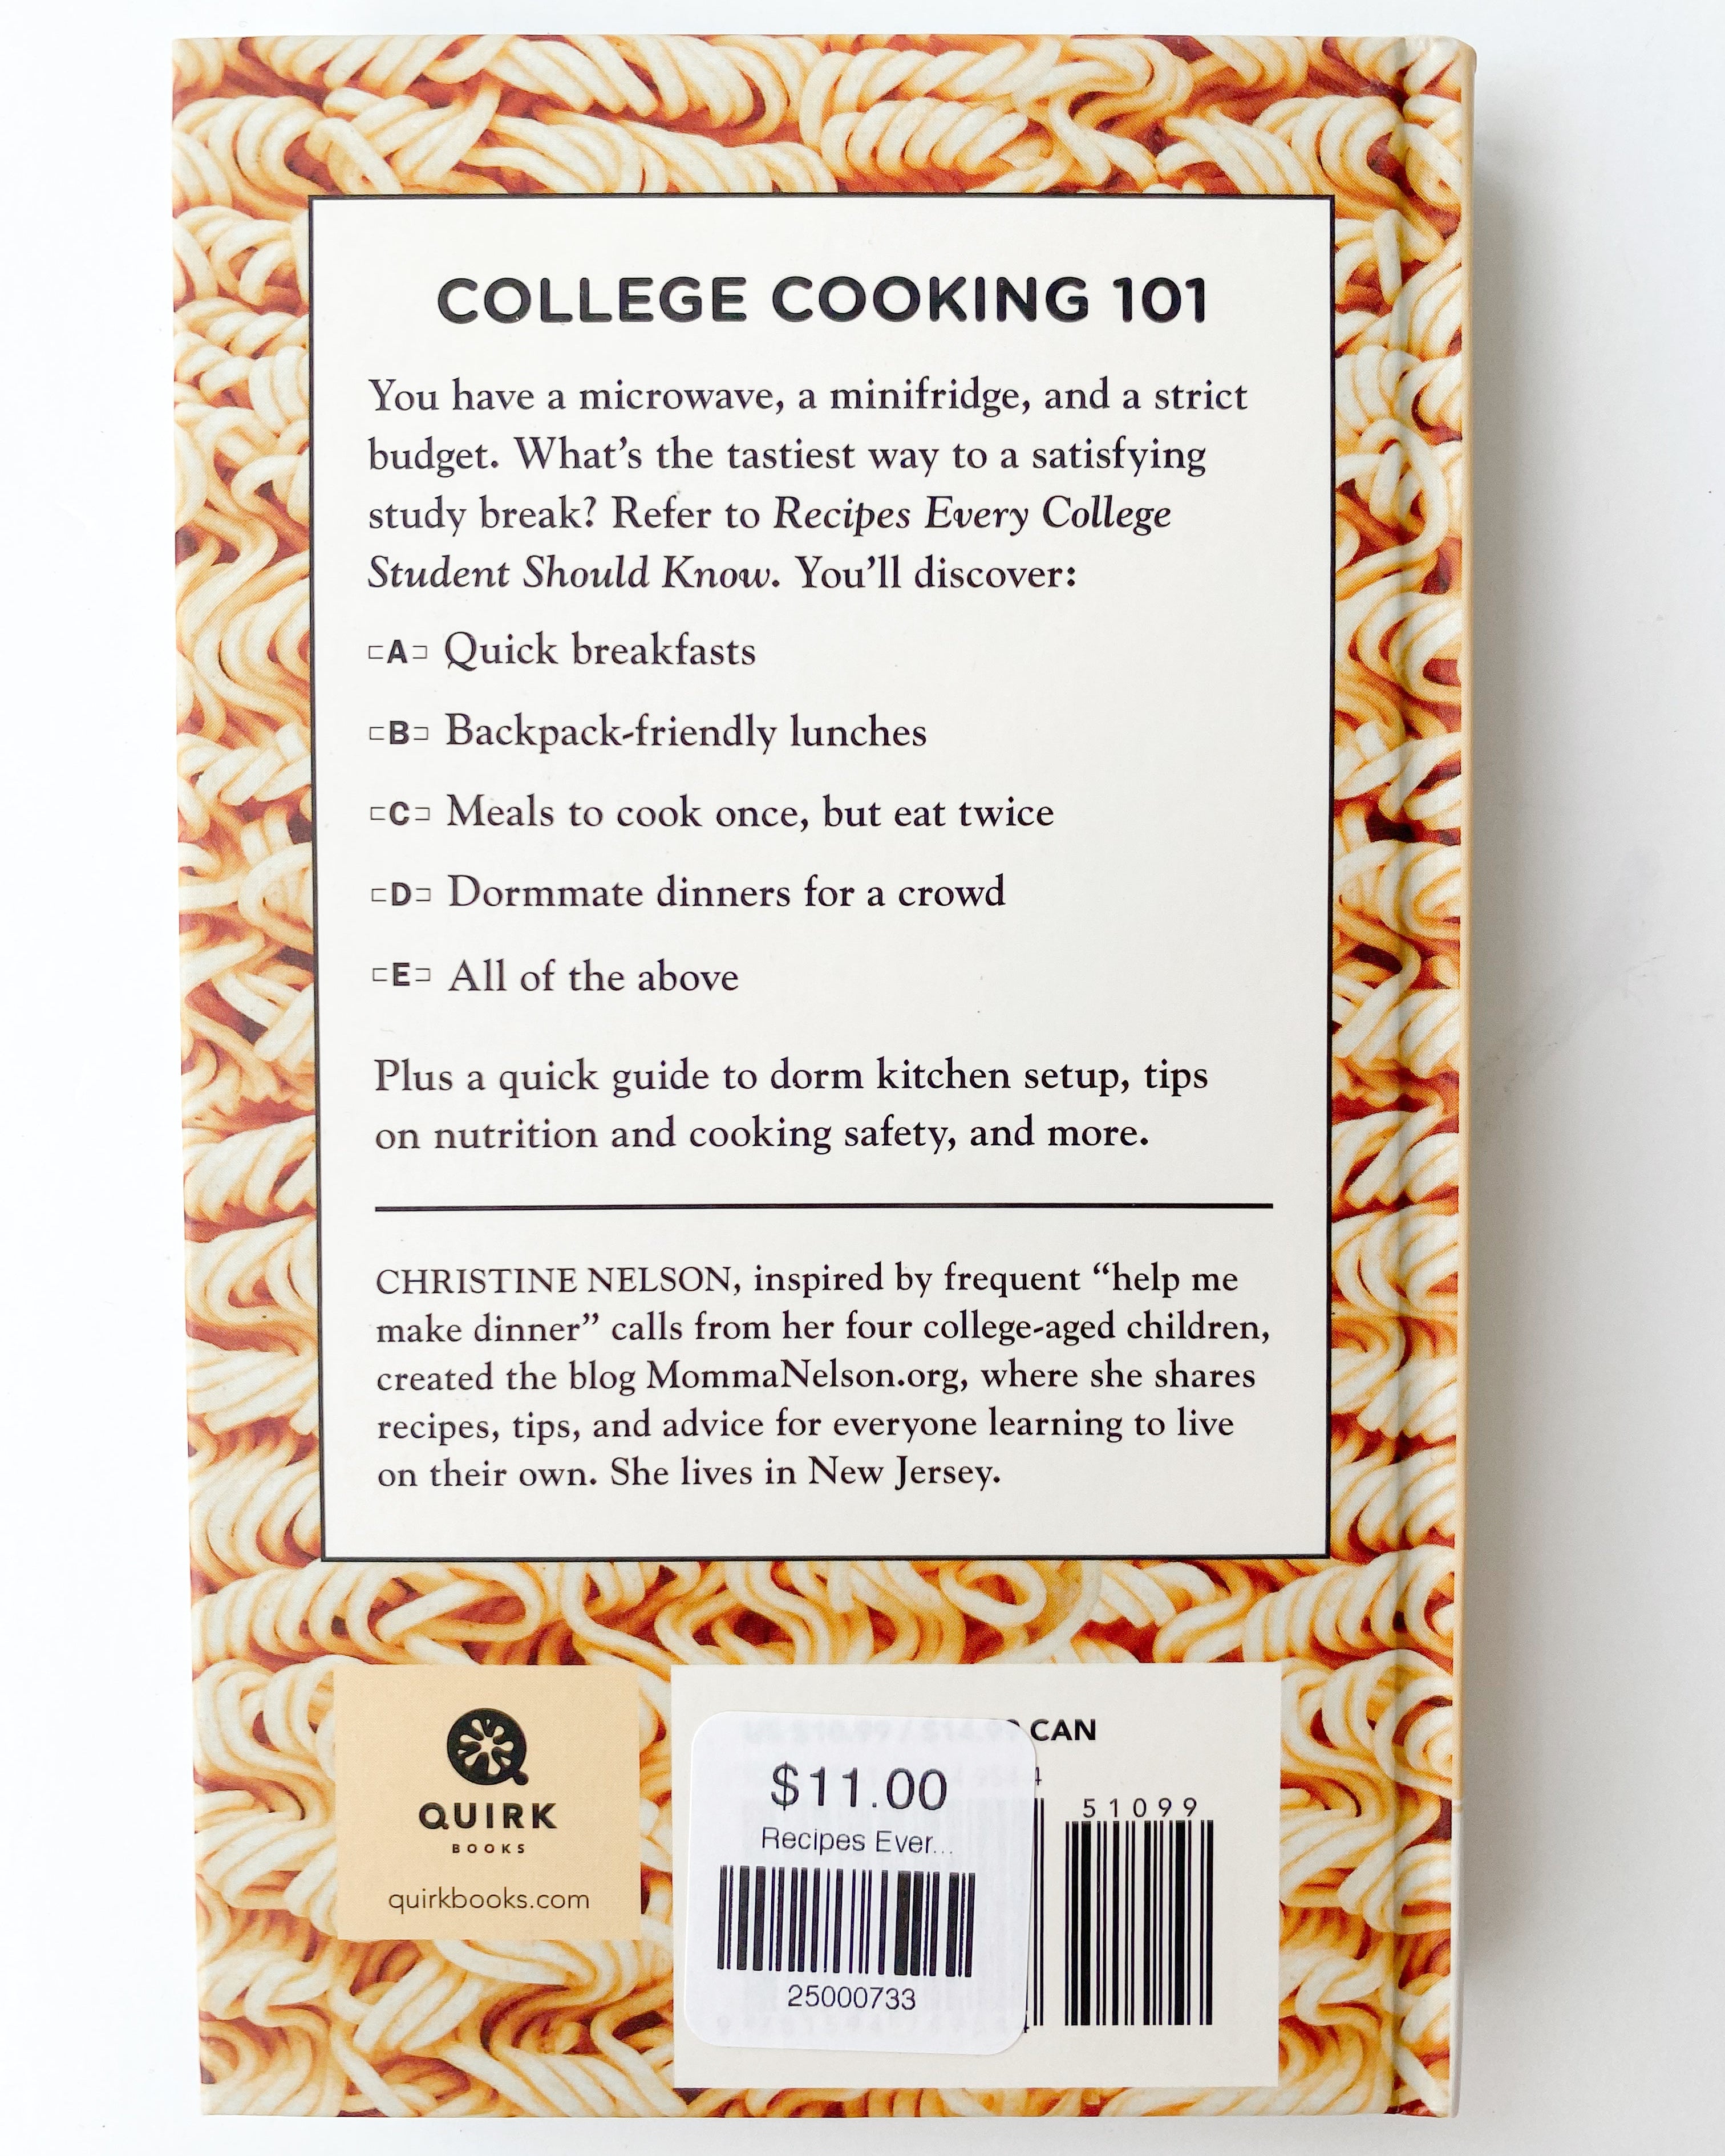 COLLEGE COOKING 101
You have a microwave, a minifridge, and a strict
budget. What's the tastiest way to a satisfying
study break? Refer to Recipes Every College
Student Should Know. You'll discover:
A Quick breakfasts
B Backpack-friendly lunches
C Meals to cook once, but eat twice
D Dormmate dinners for a crowd
E All of the above
Plus a quick guide to dorm kitchen setup, tips
on nutrition and cooking safety, and more.
CHRISTINE NELSON, inspired by frequent “help me
make dinner” calls from her four college-aged children,
created the blog MommaNelson.org, where she shares
recipes, tips, and advice for everyone learning to live
on their own. She lives in New Jersey.
QUIRK
BOOKS
quirkbooks.com
CAN
$11.00
Recipes Ever...
25000733
51099